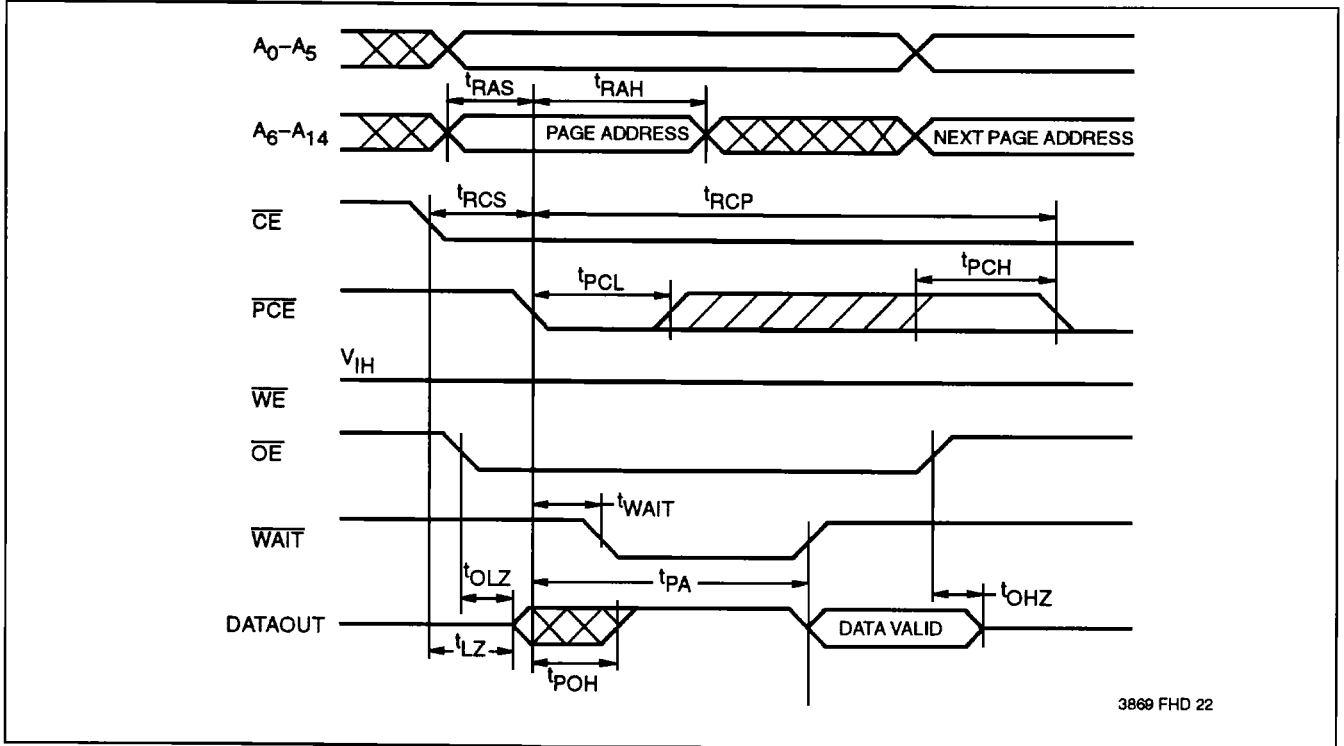 A0–A5
tRAS
tRAH
A6–A14
PAGE ADDRESS
NEXT PAGE ADDRESS
tRCS
tRCP
CE
tPCH
tPCL
PCE
VIH
WE
OE
tWAIT
WAIT
tOLZ
tPA
tOHZ
DATAOUT
DATA VALID
tLZ
tPOH
3869 FHD 22